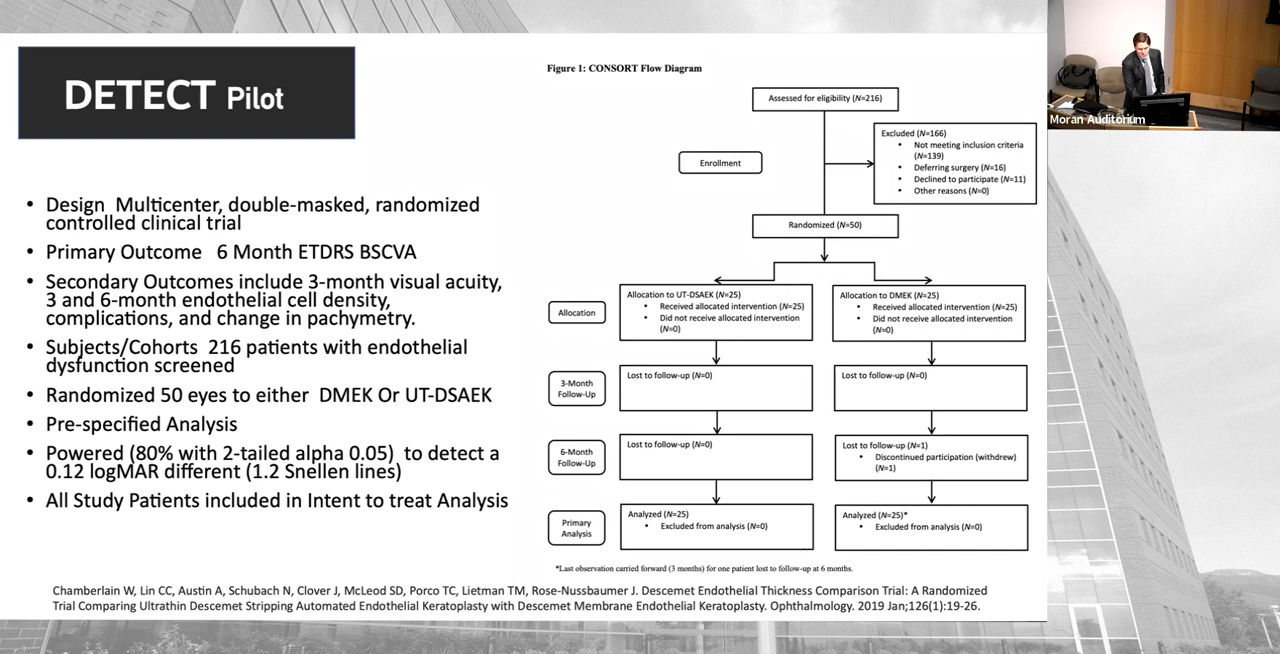 DETECT Pilot
• Design  Multicenter, double-masked, randomized
controlled clinical trial
• Primary Outcome   6 Month ETDRS BSCVA
• Secondary Outcomes include 3-month visual acuity,
3 and 6-month endothelial cell density,
complications, and change in pachymetry.
• Subjects/Cohorts  216 patients with endothelial
dysfunction screened
• Randomized 50 eyes to either  DMEK Or UT-DSAEK
• Pre-specified Analysis
• Powered (80% with 2-tailed alpha 0.05)  to detect a
0.12 logMAR different (1.2 Snellen lines)
• All Study Patients included in Intent to treat Analysis
Figure 1: CONSORT Flow Diagram
Assessed for eligibility (N=216)
Enrollment
Excluded (N=166)
• Not meeting inclusion criteria
(N=139)
• Deferring surgery (N=16)
• Declined to participate (N=11)
• Other reasons (N=0)
Randomized (N=50)
Allocation
Allocation to UT-DSAEK (N=25)
• Received allocated intervention (N=25)
• Did not receive allocated intervention
(N=0)
Allocation to DMEK (N=25)
• Received allocated intervention (N=25)
• Did not receive allocated intervention
(N=0)
3-Month
Follow-Up
Lost to follow-up (N=0)
Lost to follow-up (N=0)
6-Month
Follow-Up
Lost to follow-up (N=0)
Lost to follow-up (N=1)
• Discontinued participation (withdrew)
(N=1)
Primary
Analysis
Analyzed (N=25)
• Excluded from analysis (N=0)
Analyzed (N=25)*
• Excluded from analysis (N=0)
*Last observation carried forward (3 months) for one patient lost to follow-up at 6 months.
Chamberlain W, Lin CC, Austin A, Schubach N, Clover J, McLeod SD, Porco TC, Lietman TM, Rose-Nussbaumer J. Descemet Endothelial Thickness Comparison Trial: A Randomized
Trial Comparing Ultrathin Descemet Stripping Automated Endothelial Keratoplasty with Descemet Membrane Endothelial Keratoplasty. Ophthalmology. 2019 Jan;126(1):19-26.
Moran Auditorium